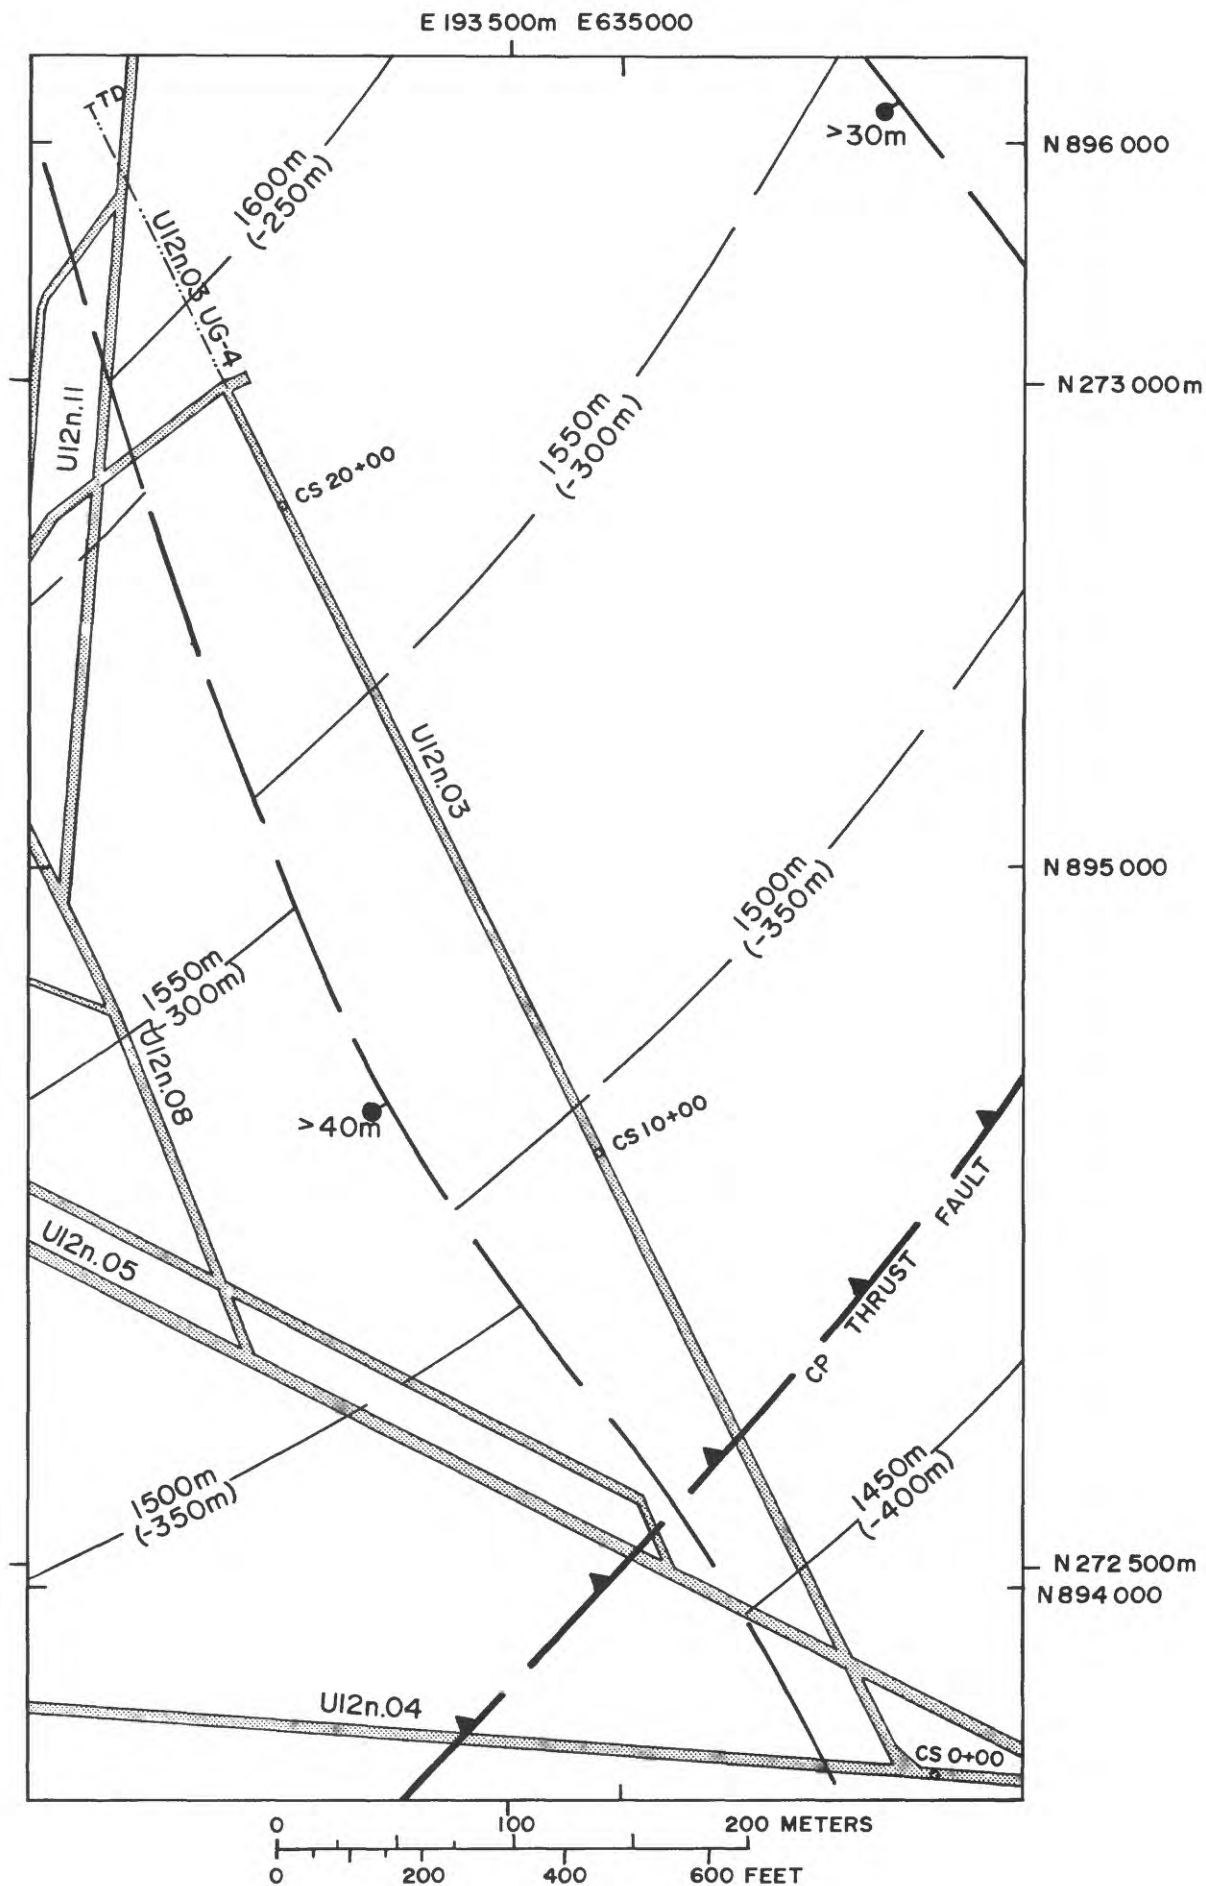 E 193 500m E635000
TTD
>30m
N 896 000
1600m
(-250m)
U12n.03 UG-4
N 273 000m
U12n.11
1550m
(-300m)
CS 20+00
U12n.03
N 895 000
1500m
(-350m)
1550m
(-300m)
U12n.08
>40m
CS 10+00
CP THRUST FAULT
U12n.05
1500m
(-350m)
1450m
(-400m)
N 272 500m
N 894 000
U12n.04
CS 0+00
0 100 200 METERS
0 200 400 600 FEET